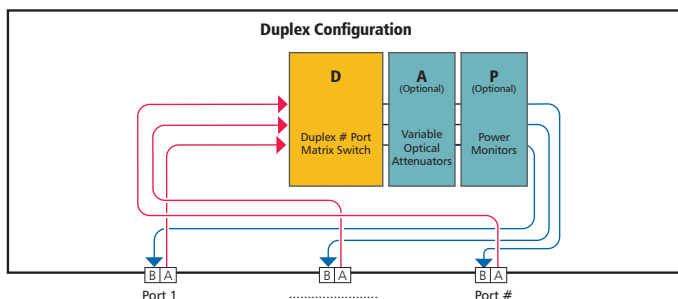 Duplex Configuration
D
Duplex # Port
Matrix Switch
A
(Optional)
Variable
Optical
Attenuators
P
(Optional)
Power
Monitors
B A
B A
B A
Port 1
........................
Port #